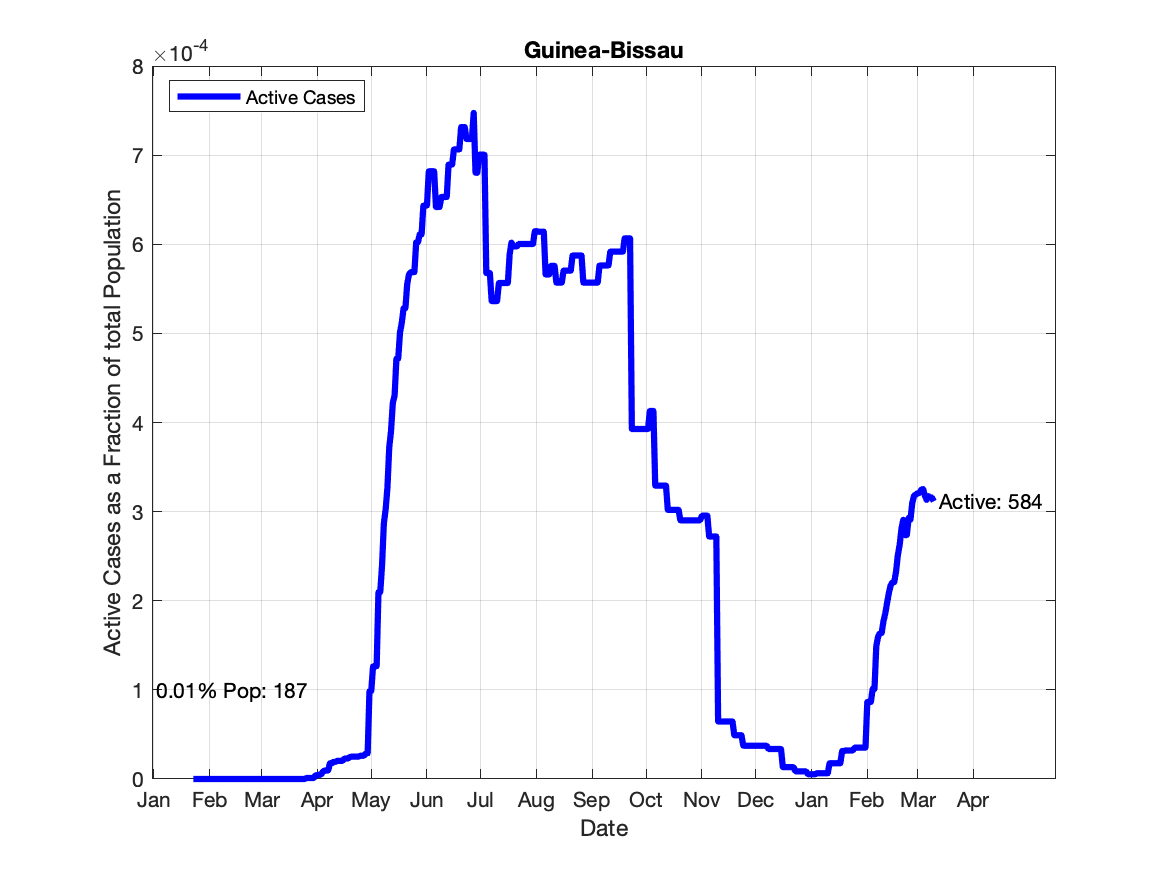 Guinea-Bissau
×10^-4
Active Cases
8
7
6
5
4
3
2
1
0
Active Cases as a Fraction of total Population
0.01% Pop: 187
Active: 584
Jan Feb Mar Apr May Jun Jul Aug Sep Oct Nov Dec Jan Feb Mar Apr
Date